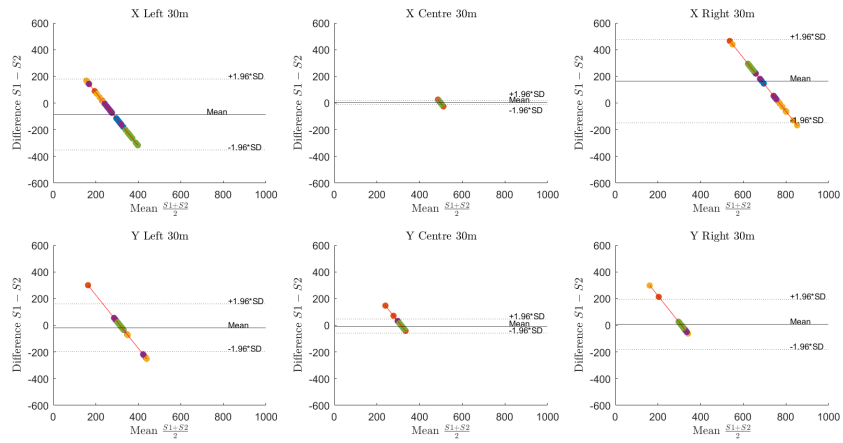 X Left 30m
600
400
200
0
-200
-400
-600
Difference S1 − S2
+1.96*SD
Mean
-1.96*SD
0 200 400 600 800 1000
Mean S1+S2/2
X Centre 30m
600
400
200
0
-200
-400
-600
Difference S1 − S2
+1.96*SD
Mean
-1.96*SD
0 200 400 600 800 1000
Mean S1+S2/2
X Right 30m
600
400
200
0
-200
-400
-600
Difference S1 − S2
+1.96*SD
Mean
-1.96*SD
0 200 400 600 800 1000
Mean S1+S2/2
Y Left 30m
600
400
200
0
-200
-400
-600
Difference S1 − S2
+1.96*SD
Mean
-1.96*SD
0 200 400 600 800 1000
Mean S1+S2/2
Y Centre 30m
600
400
200
0
-200
-400
-600
Difference S1 − S2
+1.96*SD
Mean
-1.96*SD
0 200 400 600 800 1000
Mean S1+S2/2
Y Right 30m
600
400
200
0
-200
-400
-600
Difference S1 − S2
+1.96*SD
Mean
-1.96*SD
0 200 400 600 800 1000
Mean S1+S2/2